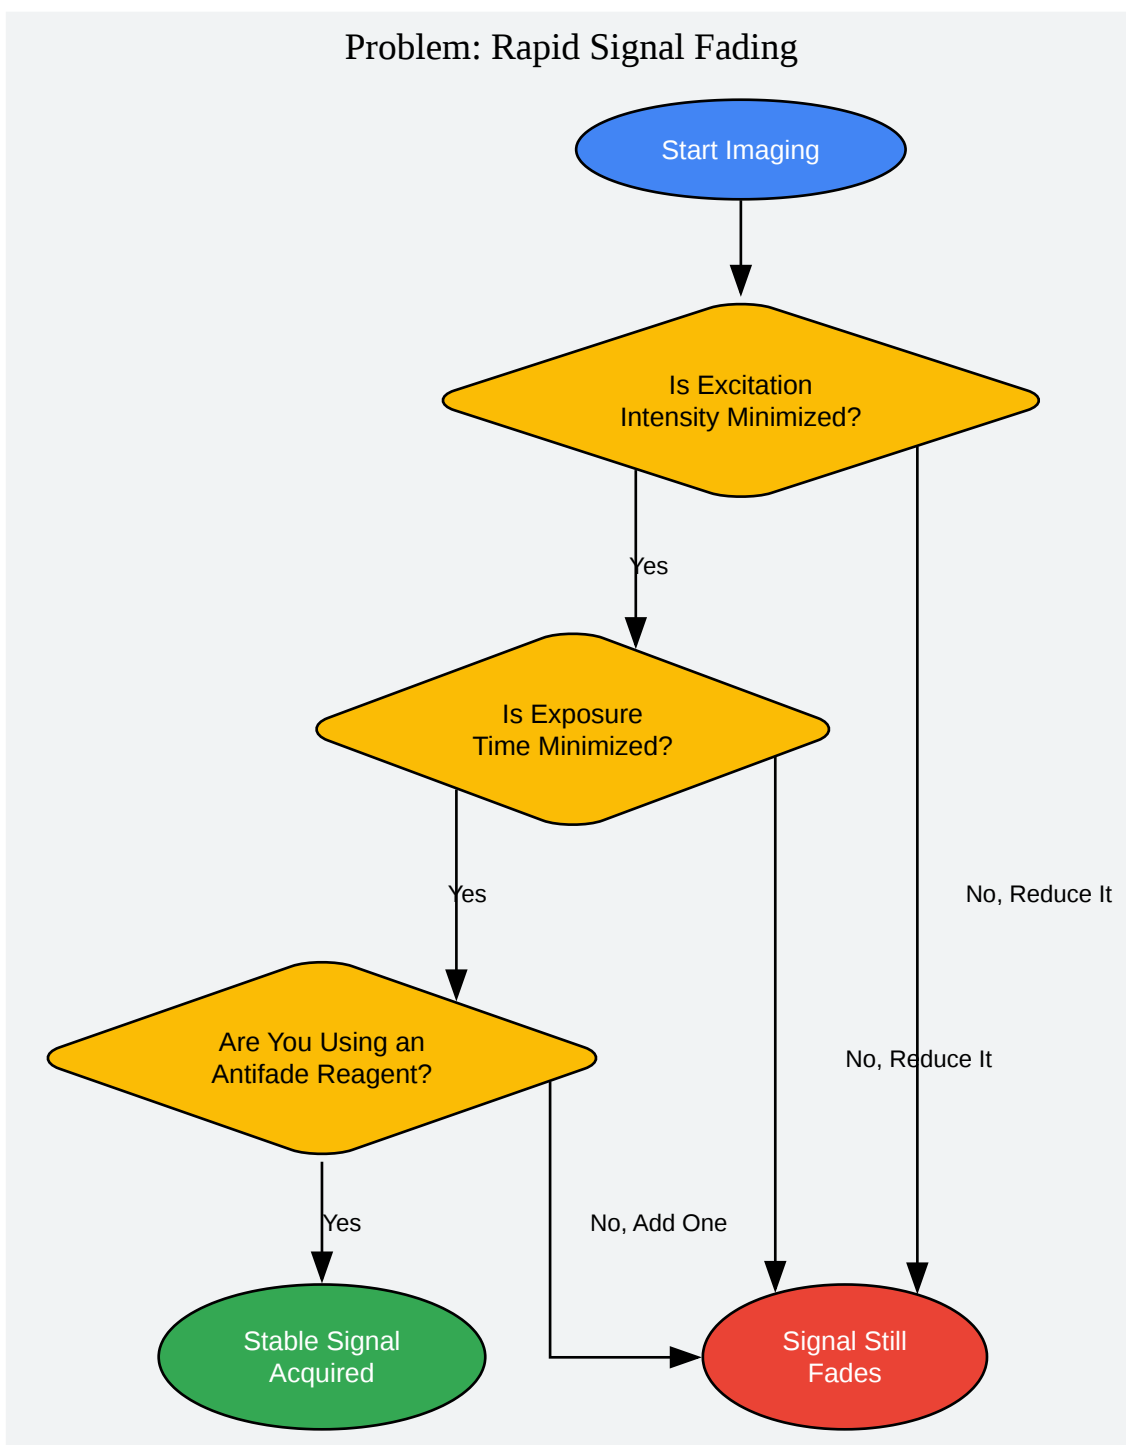 Problem: Rapid Signal Fading
Start Imaging
Is Excitation
Intensity Minimized?
Yes
Is Exposure
Time Minimized?
Yes
No, Reduce It
Are You Using an
Antifade Reagent?
No, Reduce It
Yes
No, Add One
Stable Signal
Acquired
Signal Still
Fades